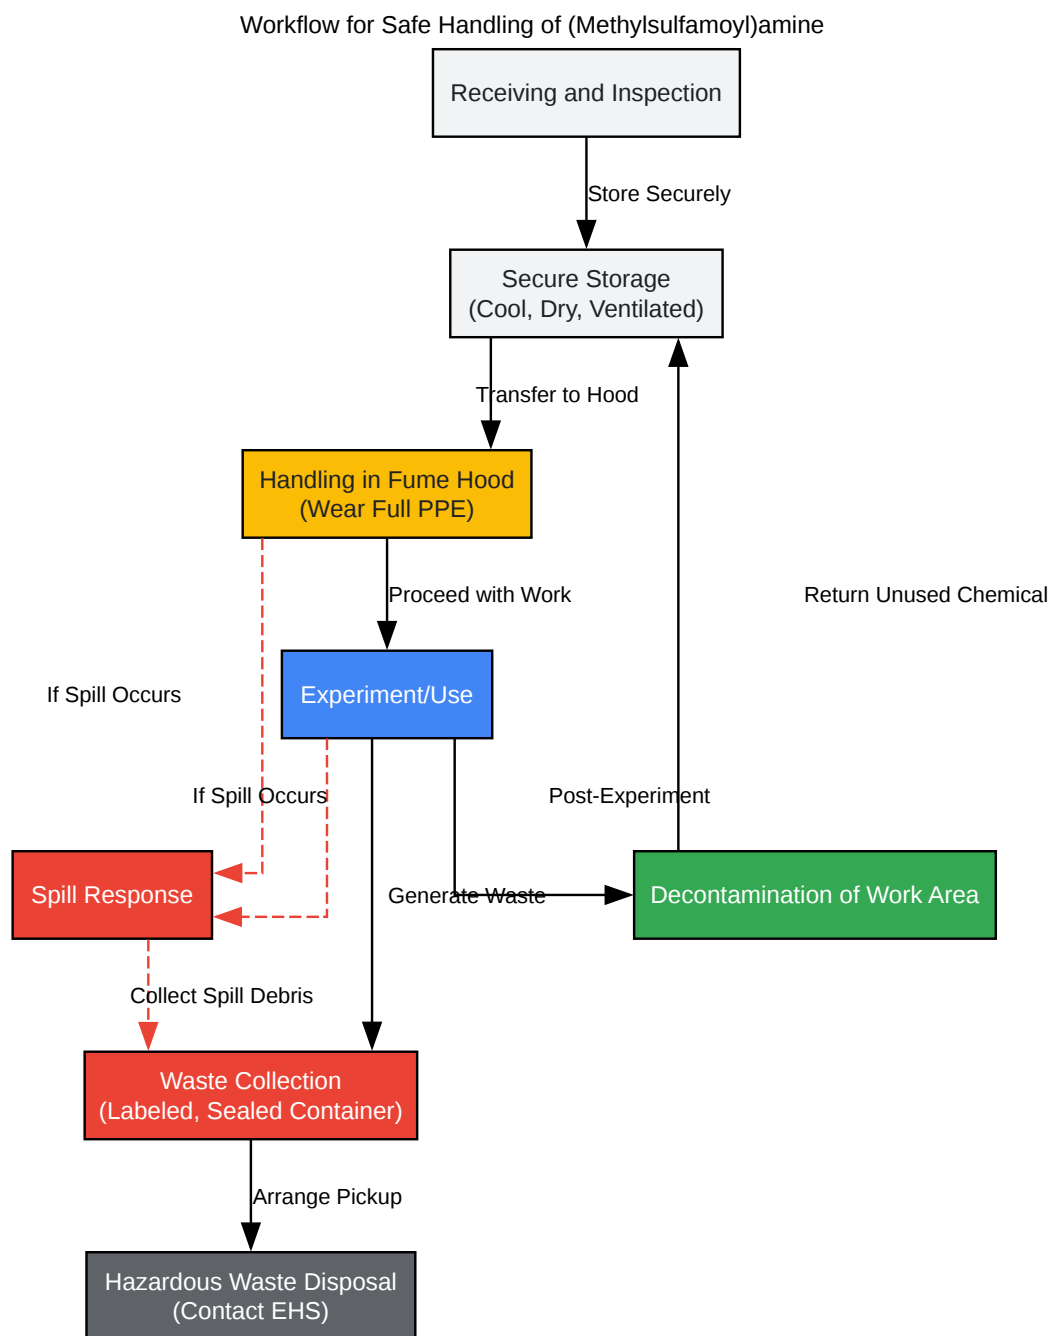 Workflow for Safe Handling of (Methylsulfamoyl)amine
Receiving and Inspection
Store Securely
Secure Storage
(Cool, Dry, Ventilated)
Transfer to Hood
Handling in Fume Hood
(Wear Full PPE)
Proceed with Work
Return Unused Chemical
If Spill Occurs
Experiment/Use
If Spill Occurs
Post-Experiment
Spill Response
Generate Waste
Decontamination of Work Area
Collect Spill Debris
Waste Collection
(Labeled, Sealed Container)
Arrange Pickup
Hazardous Waste Disposal
(Contact EHS)